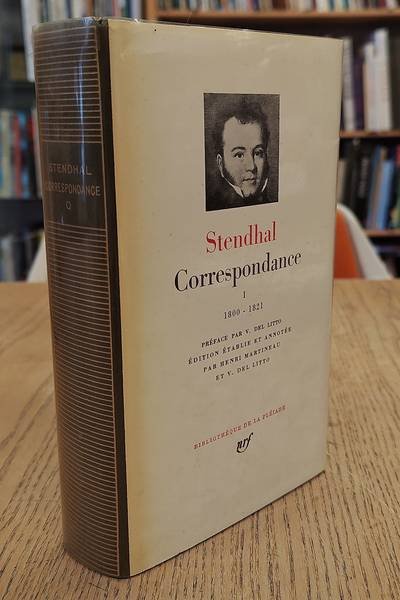 STENDHAL
CORRESPONDANCE
Stendhal
Correspondance
I
1800 - 1821
PRÉFACE PAR V. DEL LITTO
ÉDITION ÉTABLIE ET ANNOTÉE
PAR HENRI MARTINEAU
ET V. DEL LITTO
BIBLIOTHÈQUE DE LA PLÉIADE
nrf